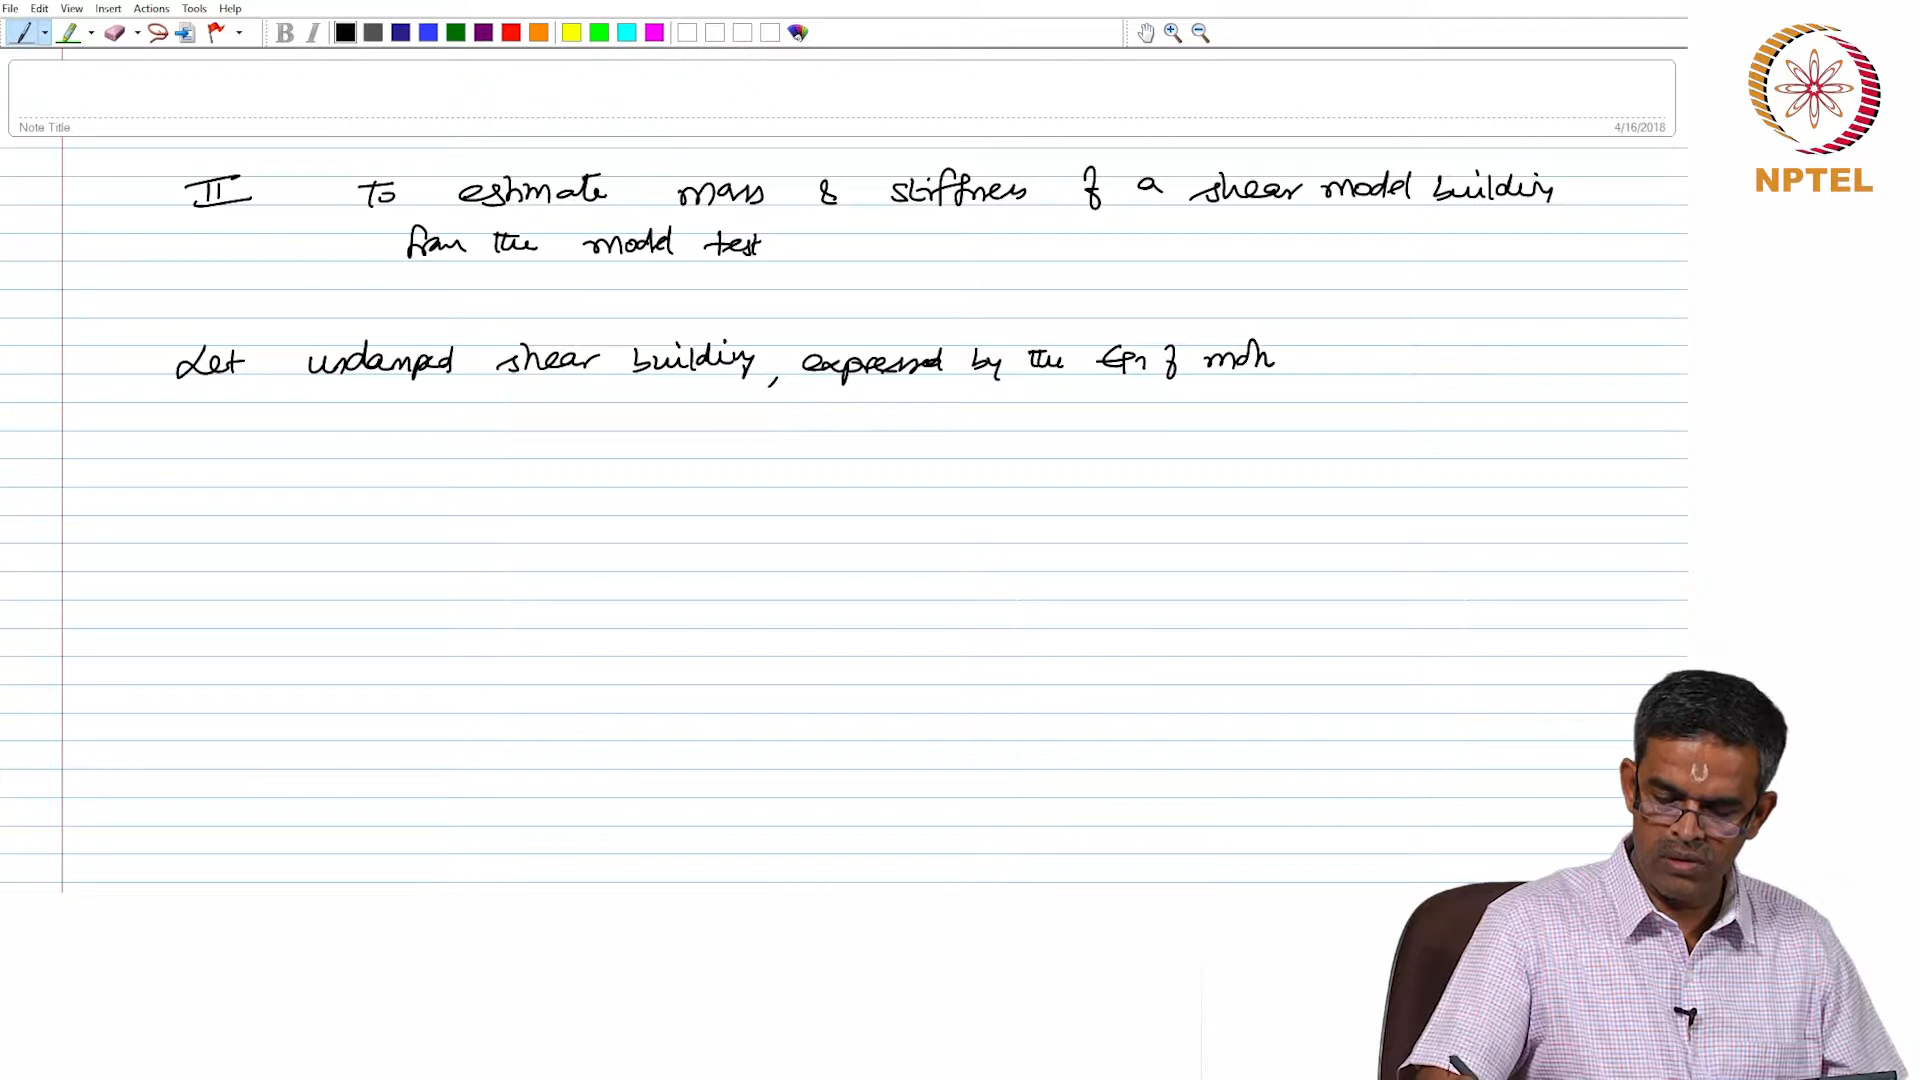 File Edit View Insert Actions Tools Help
B I
NPTEL
Note Title 4/16/2018
II To estimate mass & stiffness of a shear model building
from the model test
Let undamped shear building, expressed by the Eqn of motn